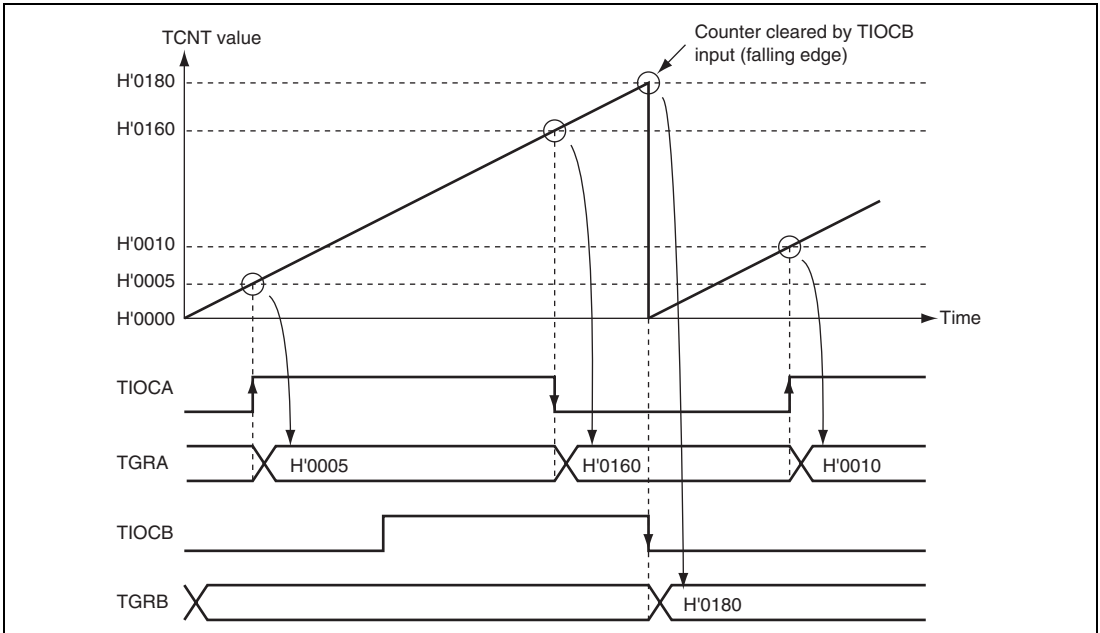 TCNT value
Counter cleared by TIOCB
input (falling edge)
H'0180
H'0160
H'0010
H'0005
H'0000
Time
TIOCA
TGRA
H'0005
H'0160
H'0010
TIOCB
TGRB
H'0180